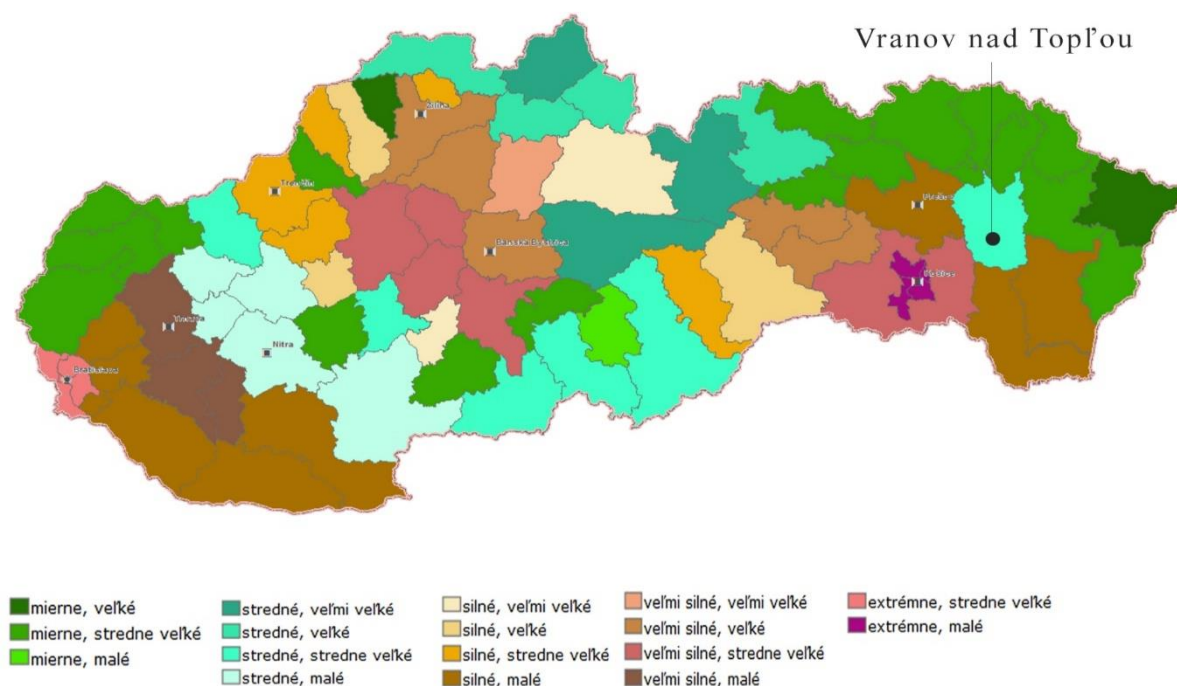 Vranov nad Topľou
Žilina
Trenčín
Prešov
Banská Bystrica
Košice
Trnava
Nitra
Bratislava
mierne, veľké
mierne, stredne veľké
mierne, malé
stredné, veľmi veľké
stredné, veľké
stredné, stredne veľké
stredné, malé
silné, veľmi veľké
silné, veľké
silné, stredne veľké
silné, malé
veľmi silné, veľmi veľké
veľmi silné, veľké
veľmi silné, stredne veľké
veľmi silné, malé
extrémne, stredne veľké
extrémne, malé